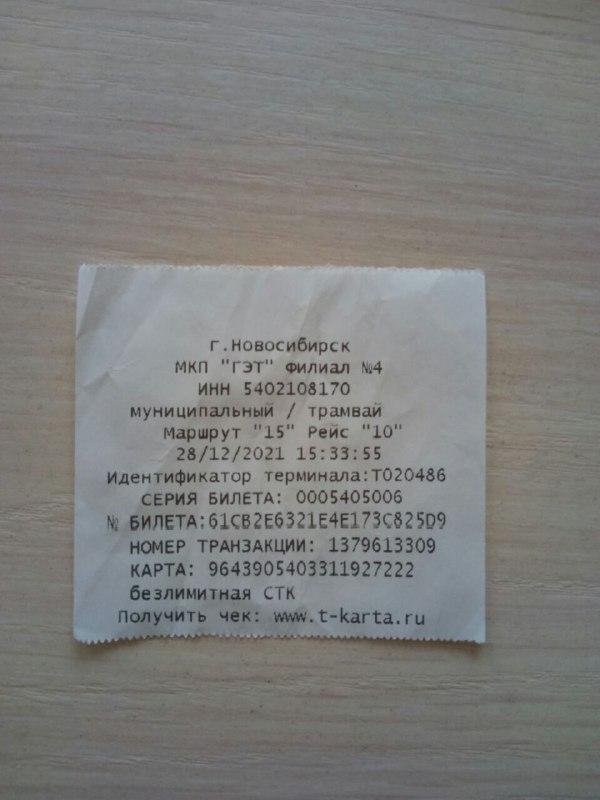 г.Новосибирск
МКП "ГЭТ" Филиал №4
ИНН 5402108170
муниципальный / трамвай
Маршрут "15" Рейс "10"
28/12/2021 15:33:55
Идентификатор терминала:T020486
СЕРИЯ БИЛЕТА: 0005405006
№ БИЛЕТА:61CB2E6321E4E173C825D9
НОМЕР ТРАНЗАКЦИИ: 1379613309
КАРТА: 9643905403311927222
безлимитная СТК
Получить чек: www.t-karta.ru